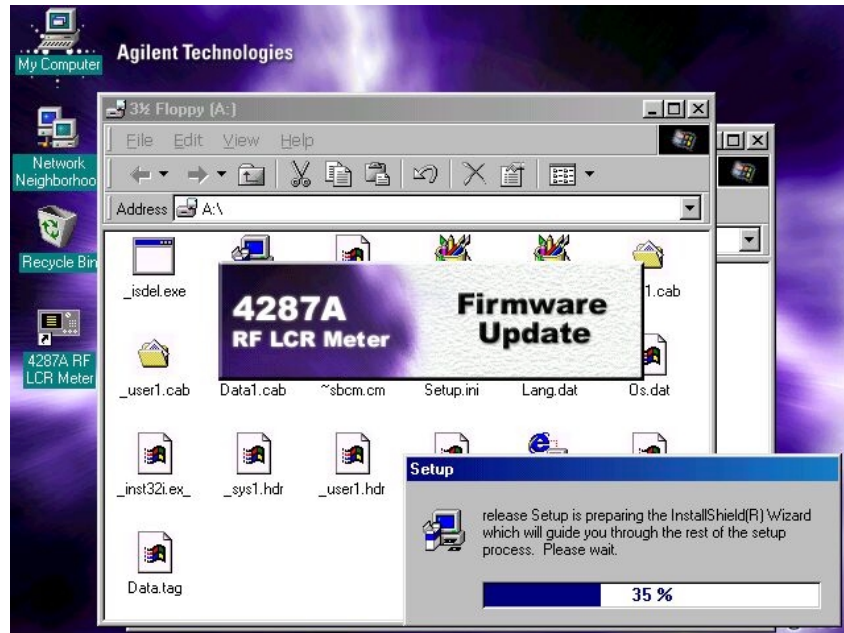 My Computer
Agilent Technologies
3½ Floppy (A:)
File Edit View Help
Network
Neighborhoo
Address A:\
Recycle Bin
_isdel.exe
1.cab
4287A
RF LCR Meter
Firmware
Update
4287A RF
LCR Meter
_user1.cab Data1.cab ~sbcm.cm Setup.ini Lang.dat Os.dat
_inst32i.ex_ _sys1.hdr _user1.hdr
Setup
release Setup is preparing the InstallShield(R) Wizard
which will guide you through the rest of the setup
process. Please wait.
35 %
Data.tag